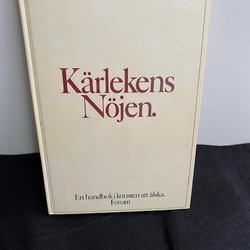 Kärlekens
Nöjen.
En handbok i konsten att älska.
Forum